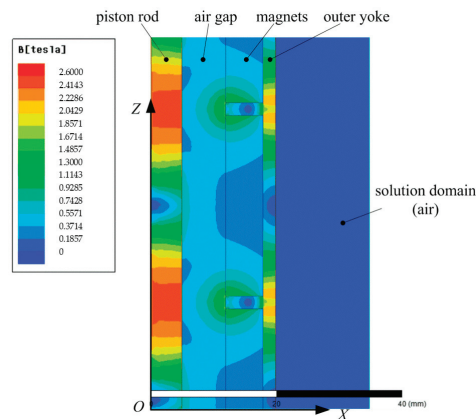 piston rod air gap magnets outer yoke
B[tesla]
2.6000
2.4143
2.2286
2.0429
1.8571
1.6714
1.4857
1.3000
1.1143
0.9285
0.7428
0.5571
0.3714
0.1857
0
Z
solution domain
(air)
O
0 20 40 (mm)
X